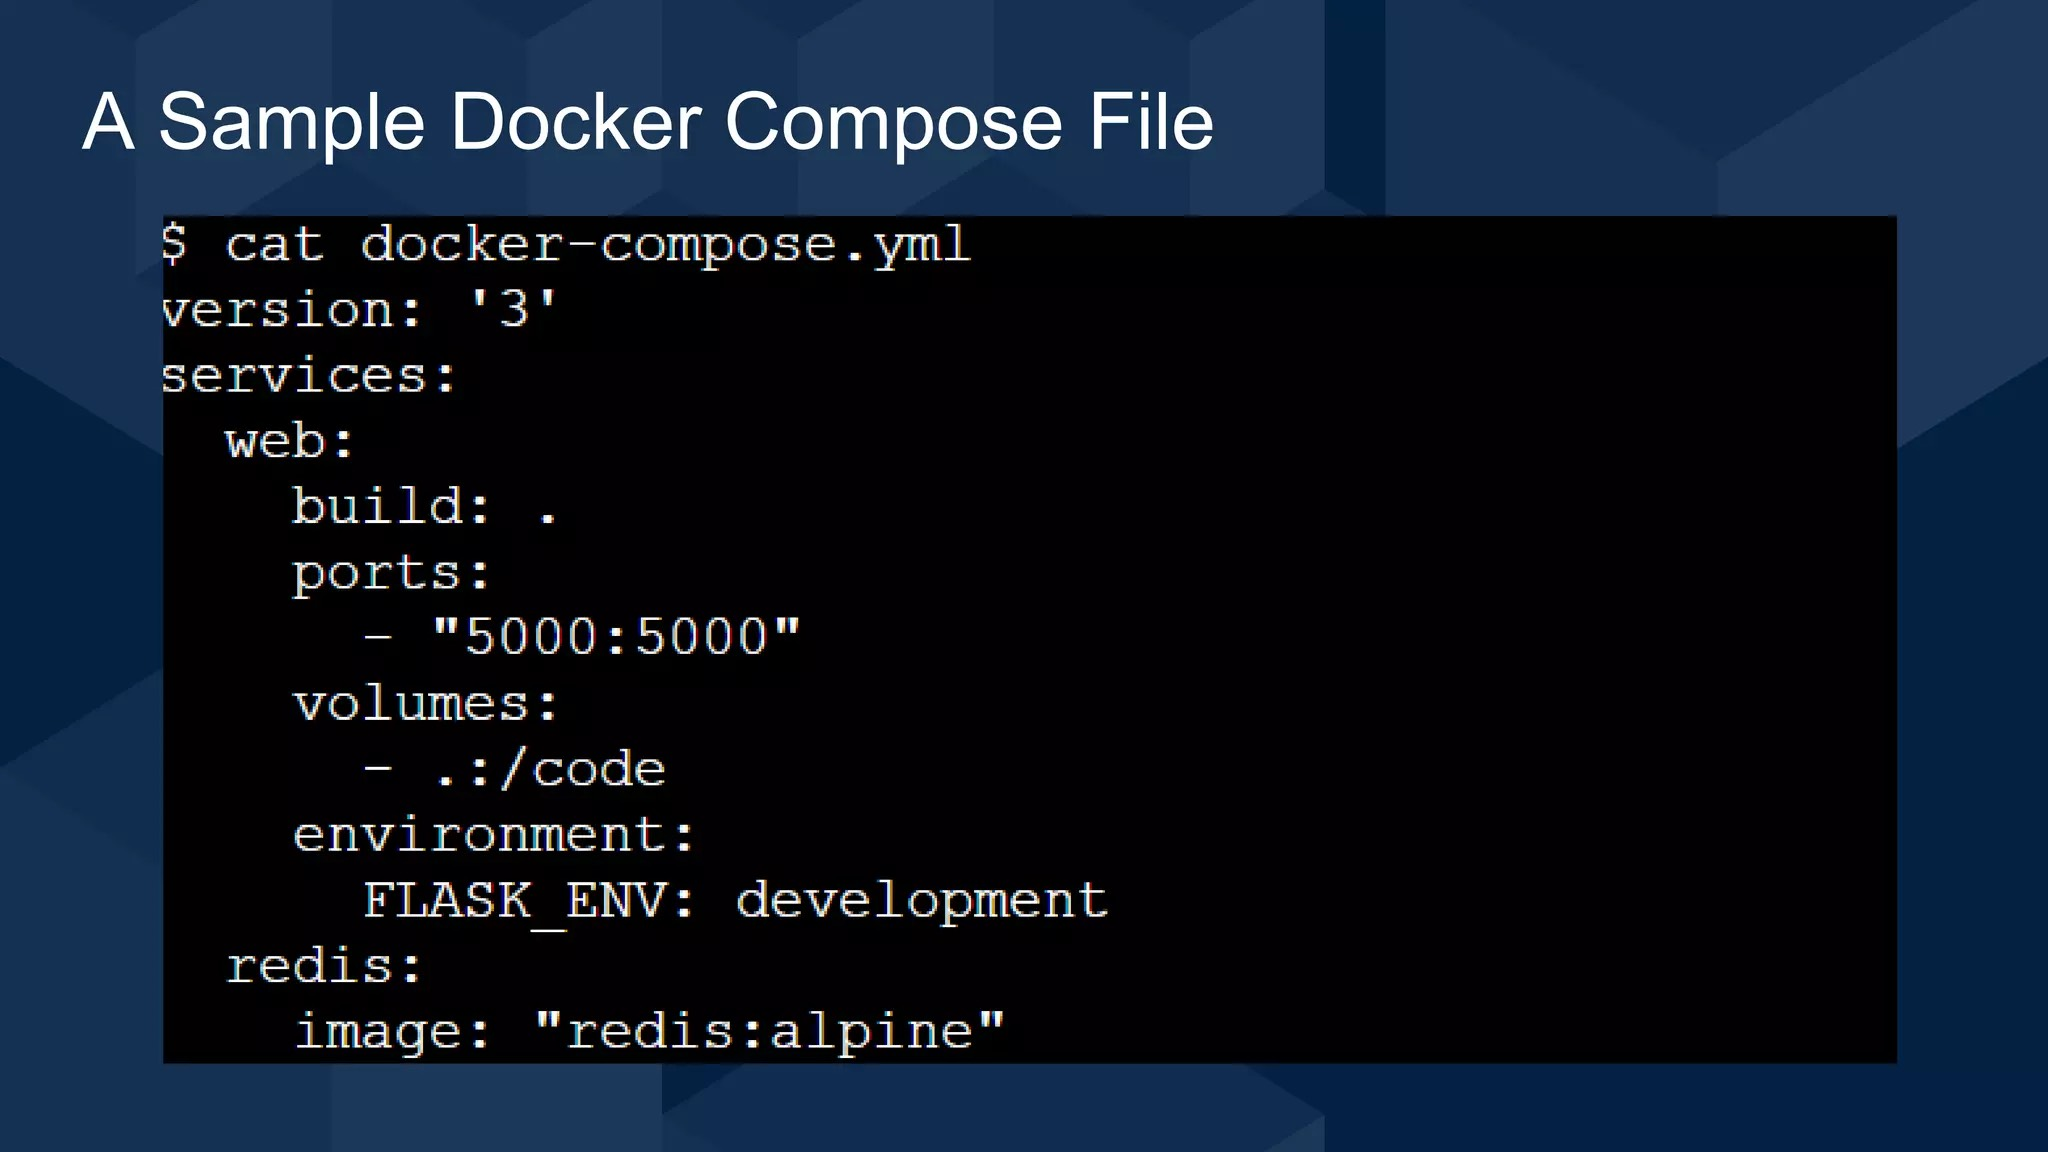 A Sample Docker Compose File
$ cat docker-compose.yml
version: '3'
services:
  web:
    build: .
    ports:
      - "5000:5000"
    volumes:
      - .:/code
    environment:
      FLASK_ENV: development
  redis:
    image: "redis:alpine"